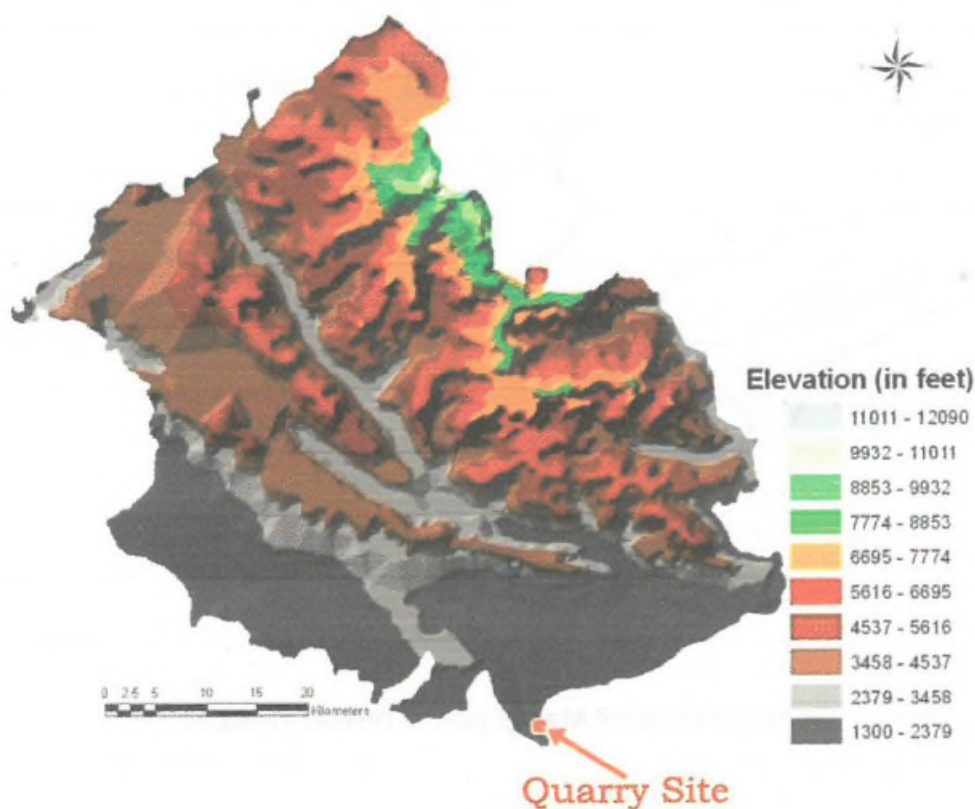 Elevation (in feet)
11011 - 12090
9932 - 11011
8853 - 9932
7774 - 8853
6695 - 7774
5616 - 6695
4537 - 5616
3458 - 4537
2379 - 3458
1300 - 2379
0 2.5 5 10 15 20
Kilometers
Quarry Site